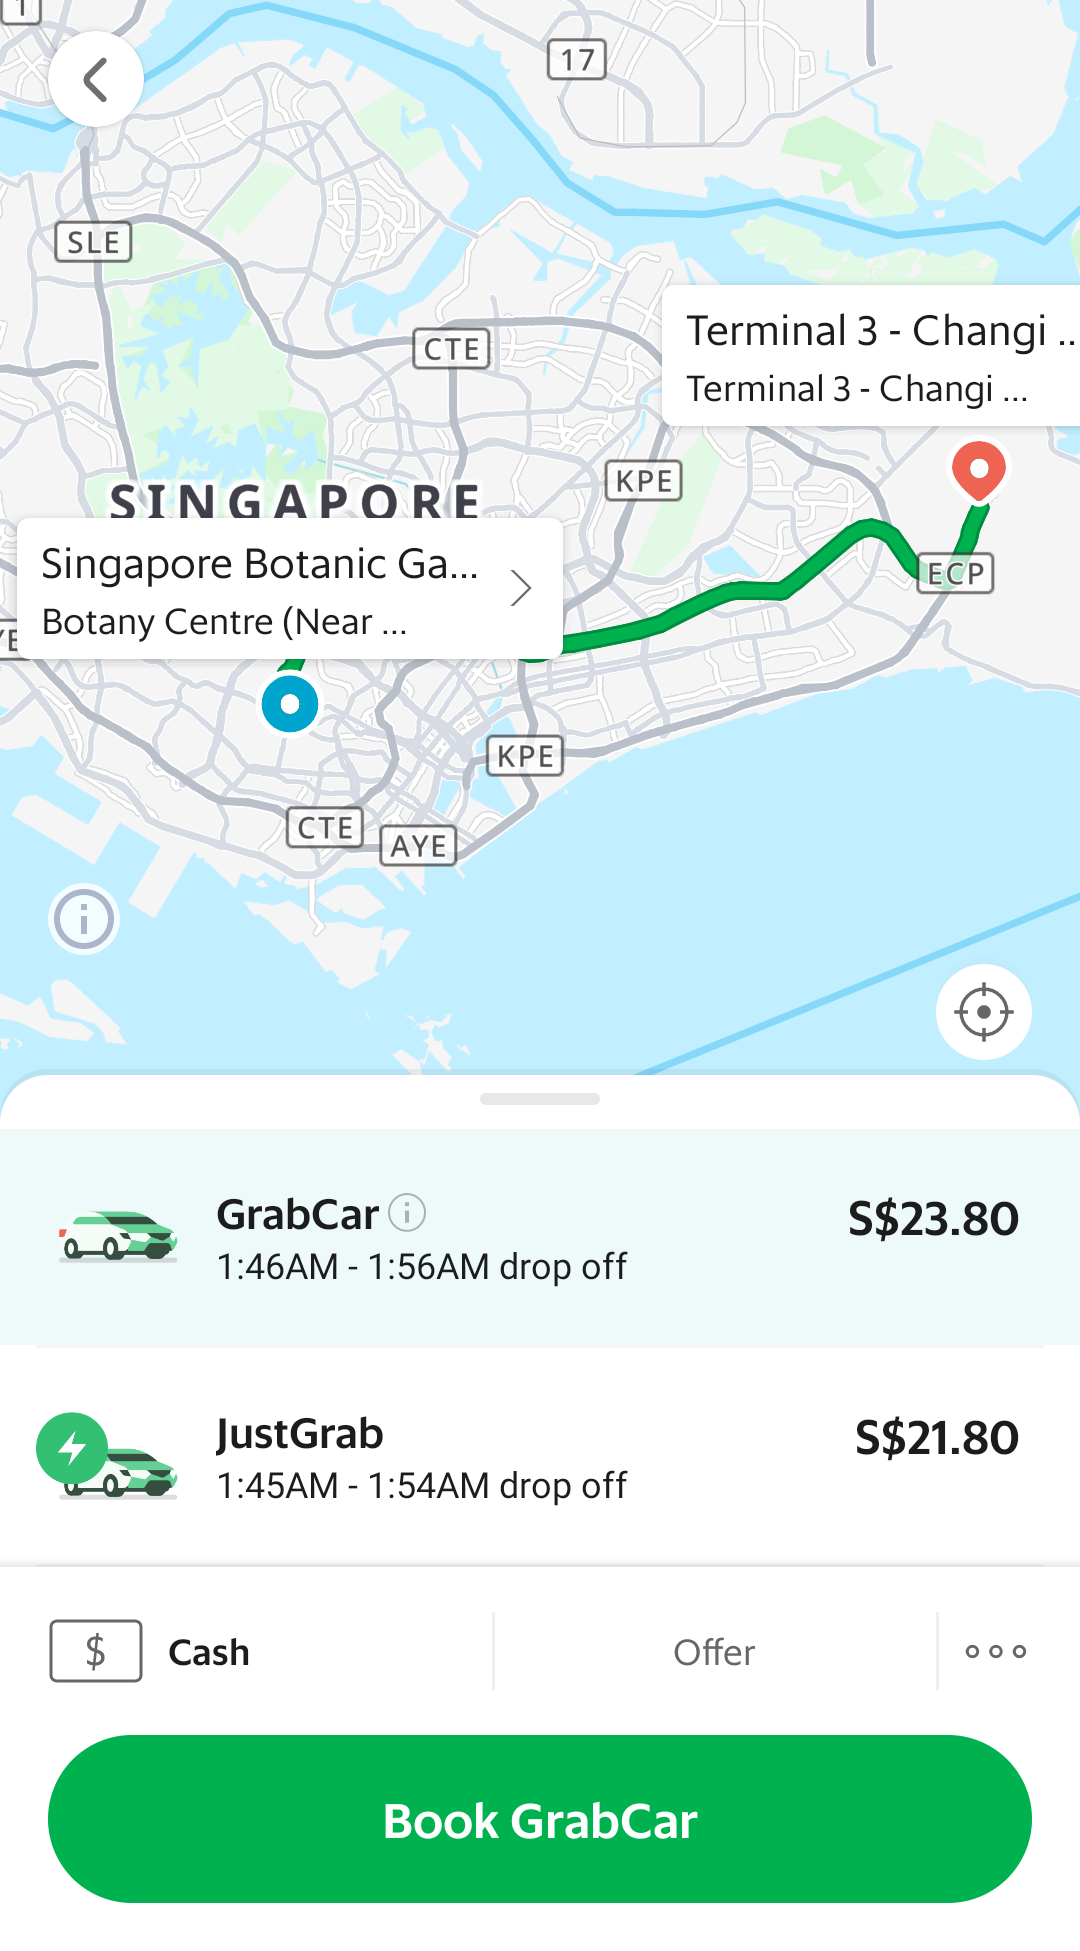 1
17
SLE
CTE
Terminal 3 - Changi ...
Terminal 3 - Changi ...
KPE
SINGAPORE
Singapore Botanic Ga...
Botany Centre (Near ...
ECP
KPE
CTE
AYE
GrabCar
S$23.80
1:46AM - 1:56AM drop off
JustGrab
S$21.80
1:45AM - 1:54AM drop off
$
Cash
Offer
Book GrabCar